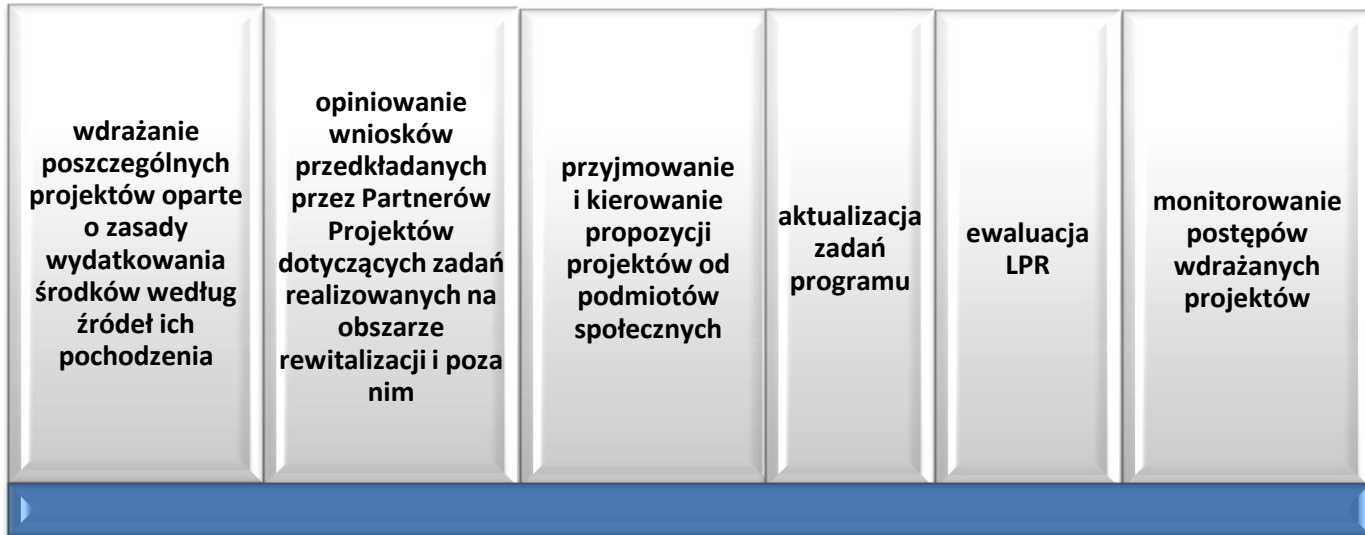 wdrażanie
poszczególnych
projektów oparte
o zasady
wydatkowania
środków według
źródeł ich
pochodzenia
opiniowanie
wniosków
przedkładanych
przez Partnerów
Projektów
dotyczących zadań
realizowanych na
obszarze
rewitalizacji i poza
nim
przyjmowanie
i kierowanie
propozycji
projektów od
podmiotów
społecznych
aktualizacja
zadań
programu
ewaluacja
LPR
monitorowanie
postępów
wdrażanych
projektów